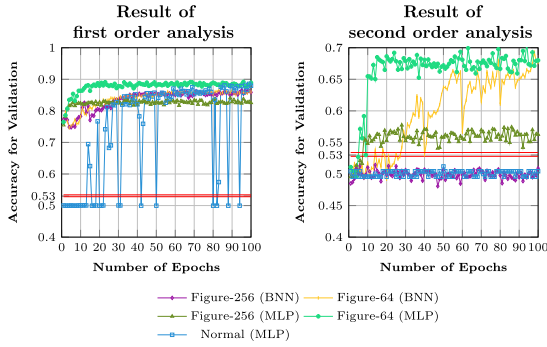 Result of
first order analysis
Accuracy for Validation
1
0.9
0.8
0.7
0.6
0.53
0.5
0.4
0 10 20 30 40 50 60 70 80 90 100
Number of Epochs
Result of
second order analysis
Accuracy for Validation
0.7
0.65
0.6
0.55
0.53
0.5
0.45
0.4
0 10 20 30 40 50 60 70 80 90 100
Number of Epochs
Figure-256 (BNN)
Figure-64 (BNN)
Figure-256 (MLP)
Figure-64 (MLP)
Normal (MLP)